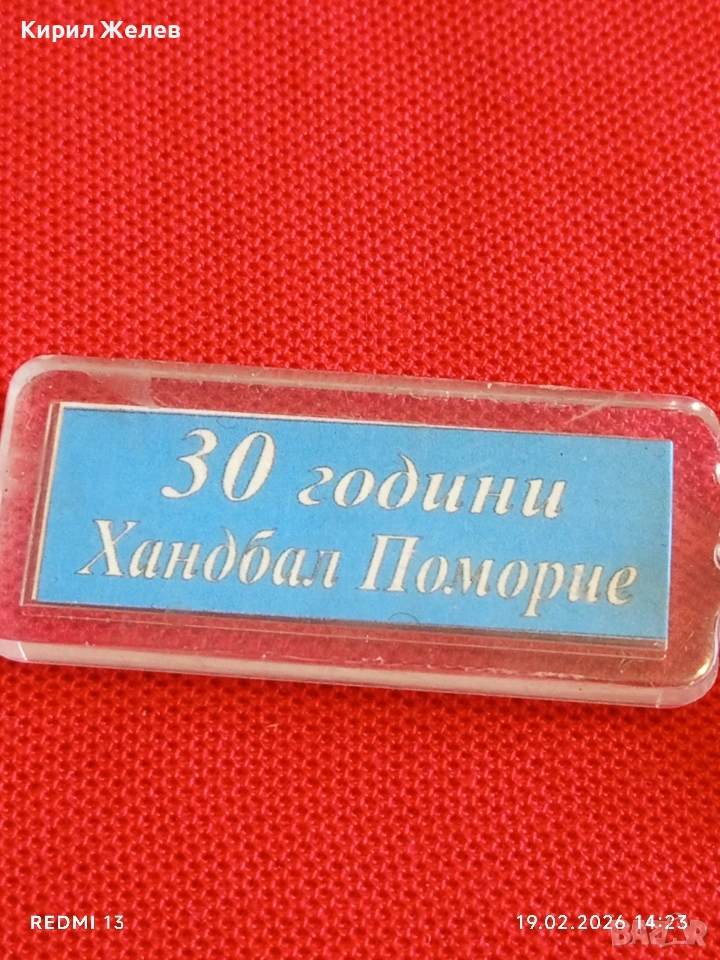 Кирил Желев
30 години
Хандбал Поморие
REDMI 13
19.02.2026 14:23